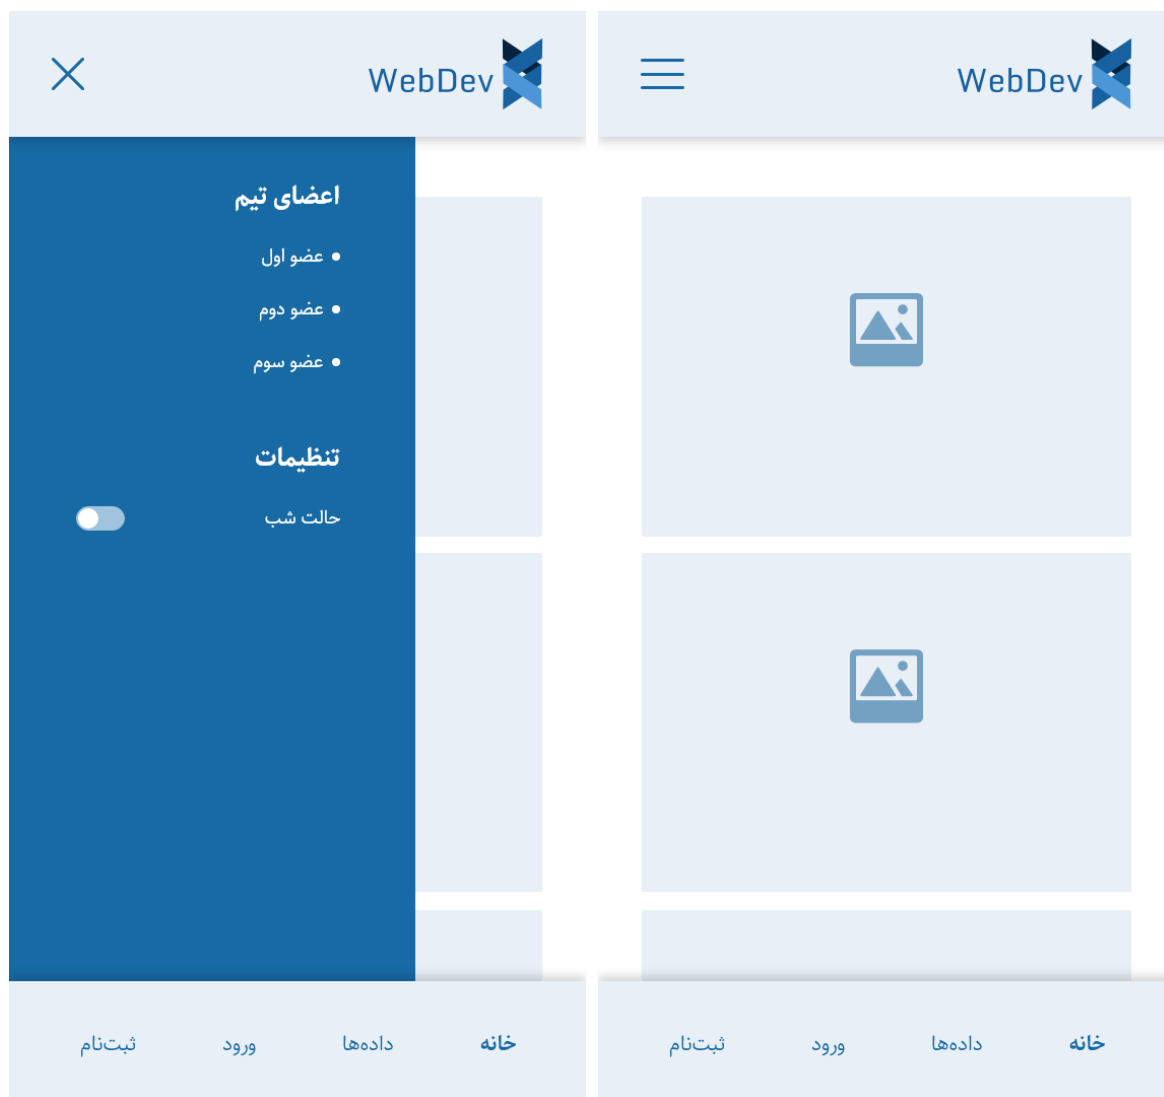 WebDev
اعضای تیم
عضو اول
عضو دوم
عضو سوم
تنظیمات
حالت شب
خانه داده‌ها ورود ثبت‌نام
WebDev
خانه داده‌ها ورود ثبت‌نام